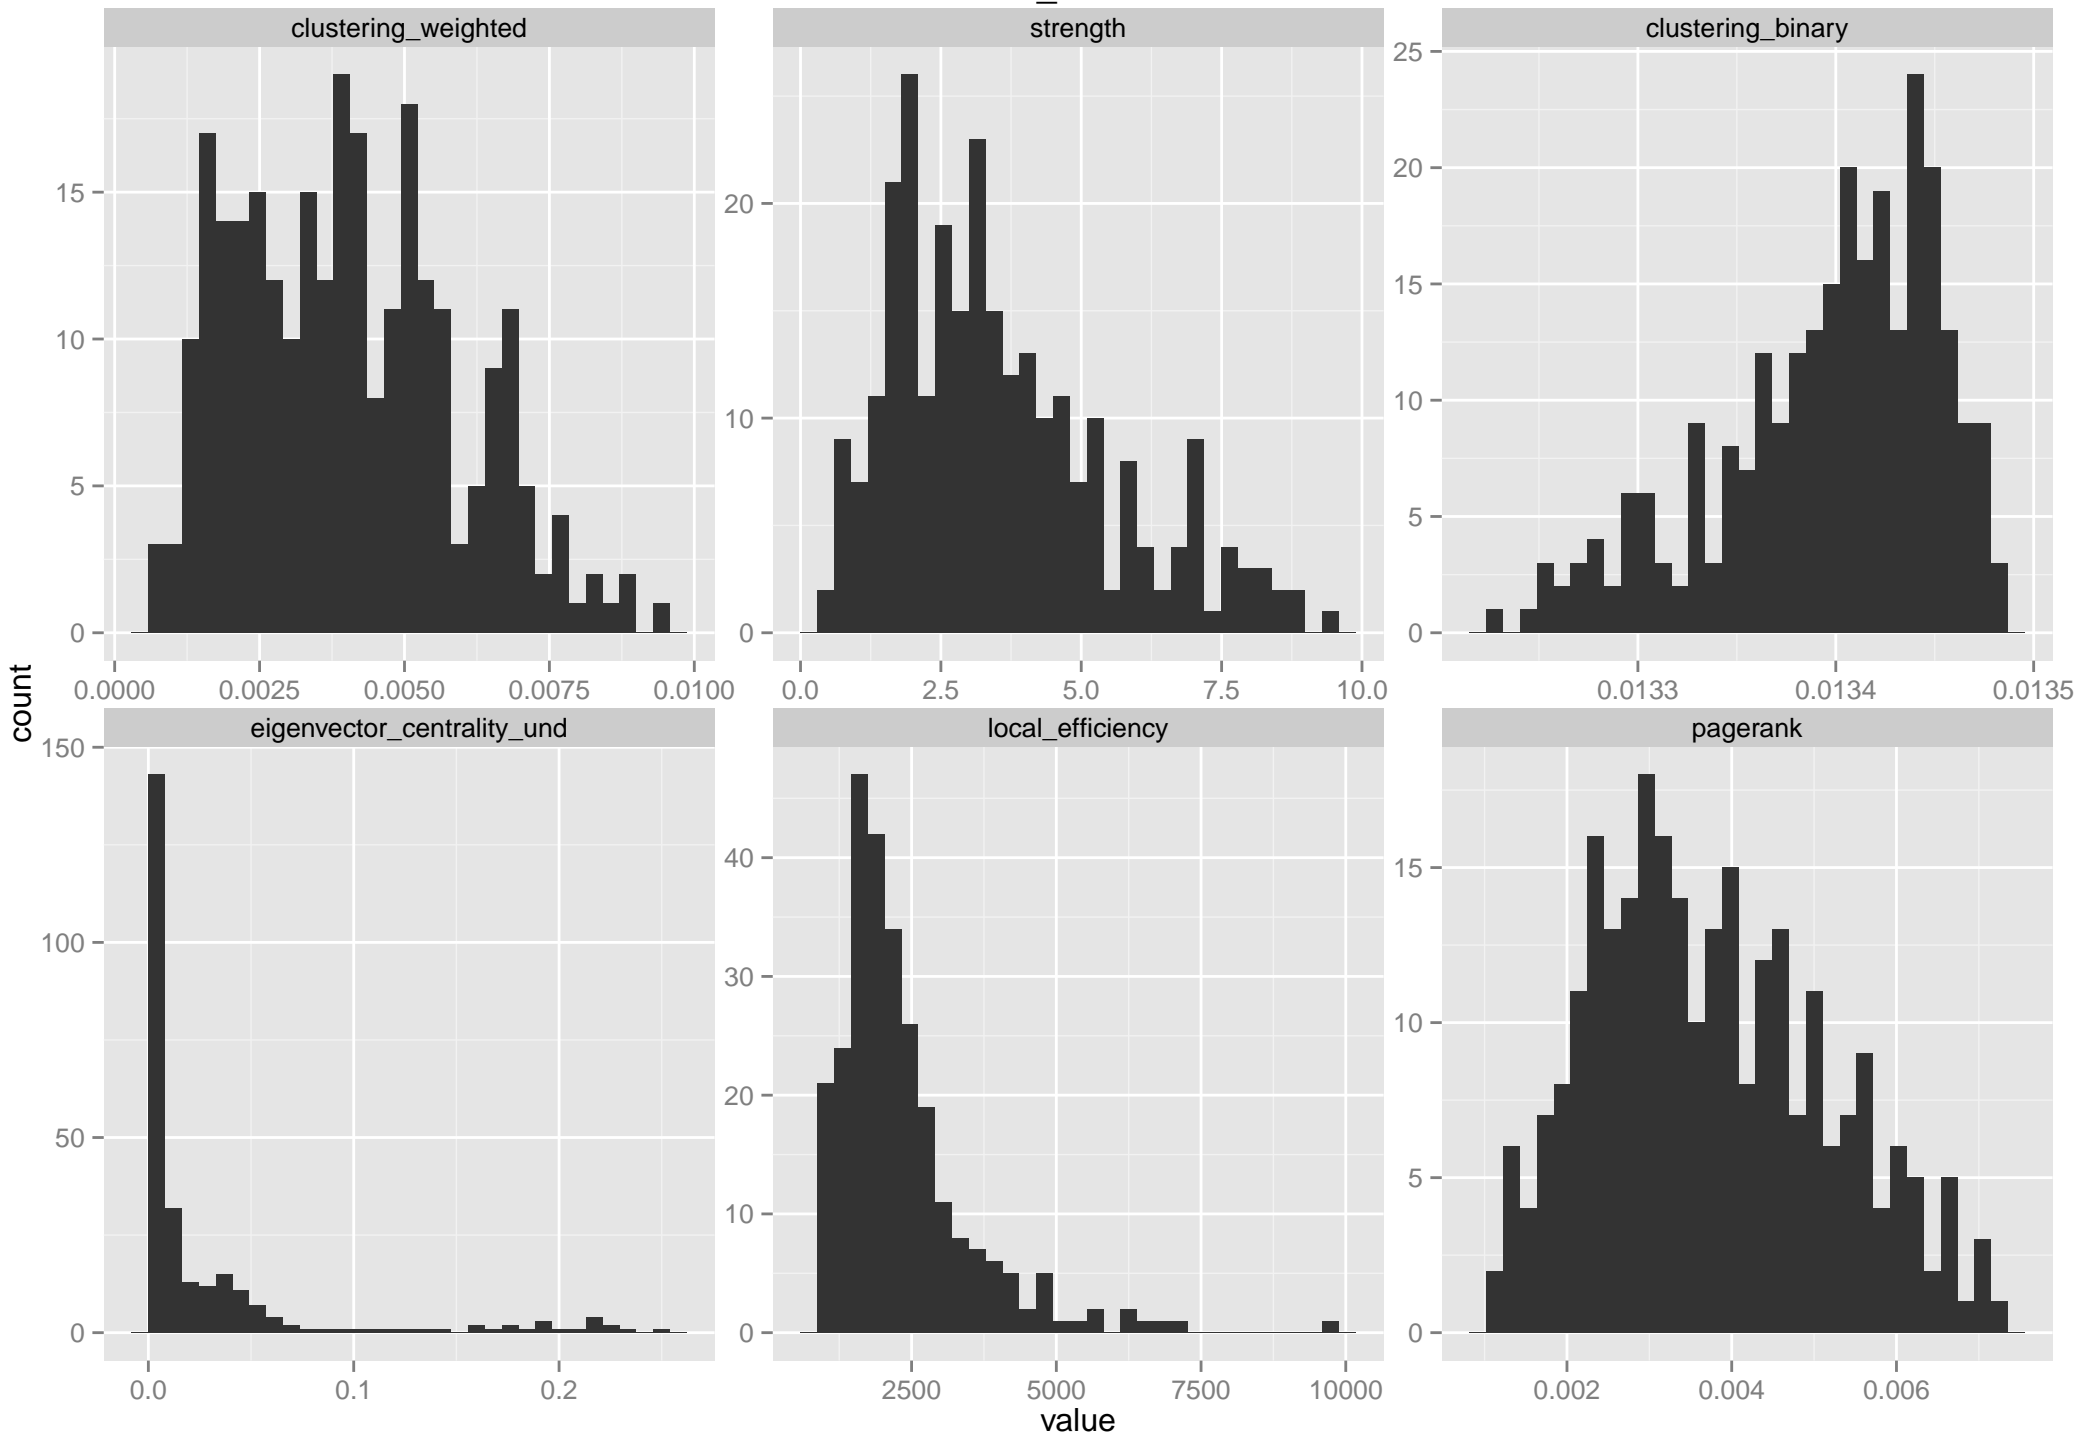 _
clustering_weighted strength clustering_binary
25
20
15 20 15
10 10 10
5 5
0 0 0
0.0000 0.0025 0.0050 0.0075 0.0100 0.0 2.5 5.0 7.5 10.0 0.0133 0.0134 0.0135
count
eigenvector_centrality_und local_efficiency pagerank
150
40 15
100 30
10
20
50 10 5
0 0 0
0.0 0.1 0.2 2500 5000 7500 10000 0.002 0.004 0.006
value